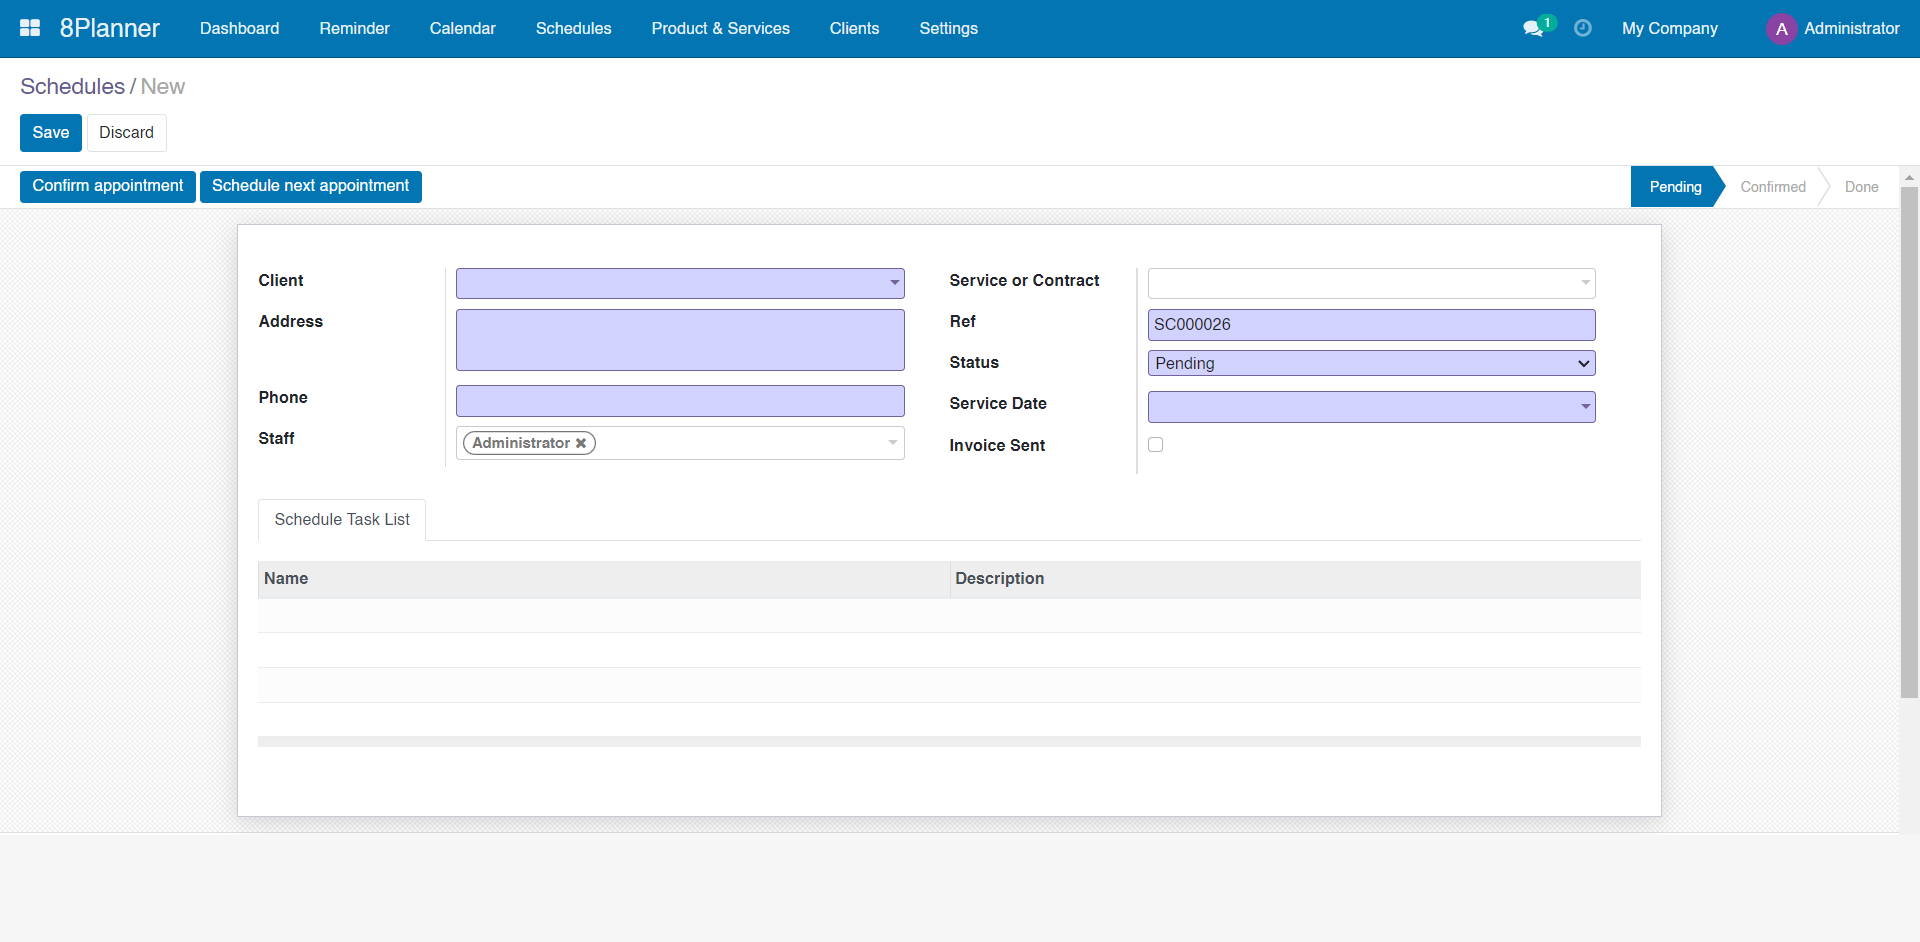 8Planner Dashboard Reminder Calendar Schedules Product & Services Clients Settings 1 My Company A Administrator
Schedules / New
Save Discard
Confirm appointment Schedule next appointment Pending Confirmed Done
Client Service or Contract
Address Ref SC000026
Status Pending
Phone Service Date
Staff Administrator Invoice Sent
Schedule Task List
Name Description